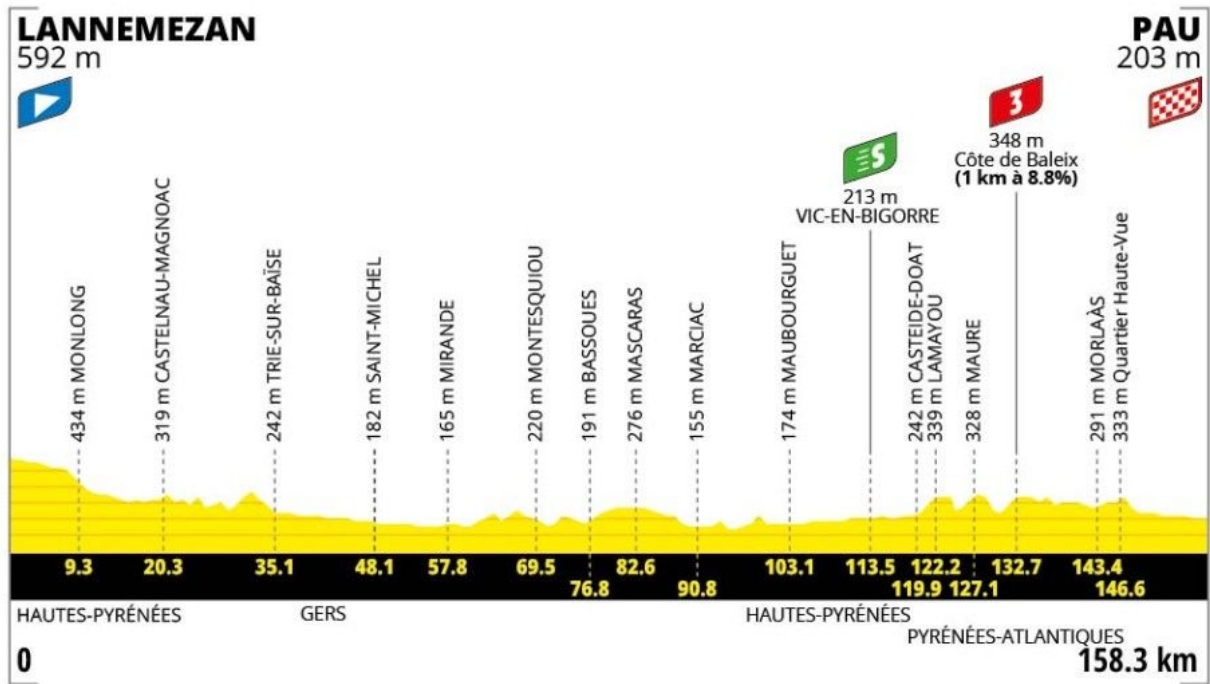 LANNEMEZAN
592 m
PAU
203 m
3
348 m
Côte de Baleix
(1 km à 8.8%)
S
213 m
VIC-EN-BIGORRE
434 m MONLONG
319 m CASTELNAU-MAGNOAC
242 m TRIE-SUR-BAÏSE
182 m SAINT-MICHEL
165 m MIRANDE
220 m MONTESQUIOU
191 m BASSOUES
276 m MASCARAS
155 m MARCIAC
174 m MAUBOURGUET
242 m CASTEIDE-DOAT
339 m LAMAYOU
328 m MAURE
291 m MORLAÀS
333 m Quartier Haute-Vue
9.3 20.3 35.1 48.1 57.8 69.5 82.6 103.1 113.5 122.2 132.7 143.4
76.8 90.8 119.9 127.1 146.6
HAUTES-PYRÉNÉES GERS HAUTES-PYRÉNÉES
PYRÉNÉES-ATLANTIQUES
0 158.3 km